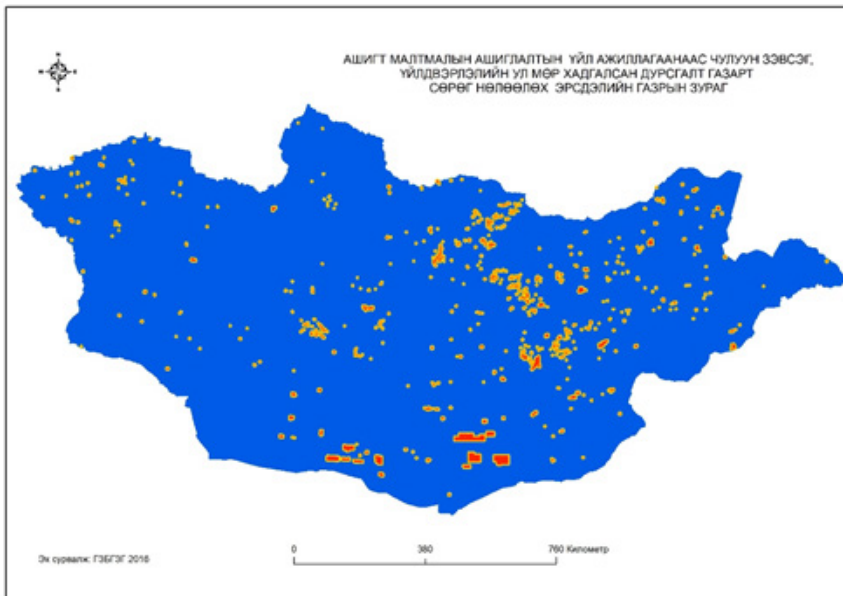 АШИГТ МАЛТМАЛЫН АШИГЛАЛТЫН ҮЙЛ АЖИЛЛАГААНААС ЧУЛУУН ЗЭВСЭГ,
ҮЙЛДВЭРЛЭЛИЙН УЛ МӨР ХАДГАЛСАН ДУРСГАЛТ ГАЗАРТ
СӨРӨГ НӨЛӨӨЛӨХ ЭРСДЭЛИЙН ГАЗРЫН ЗУРАГ
0 380 760 Километр
Эх сурвалж: ГЗБГЗГ 2016